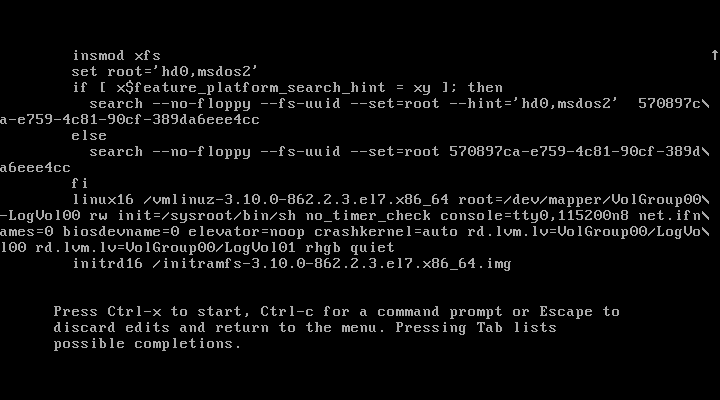 insmod xfs
↑
set root='hd0,msdos2'
if [ x$feature_platform_search_hint = xy ]; then
search --no-floppy --fs-uuid --set=root --hint='hd0,msdos2'  570897c\
a-e759-4c81-90cf-389da6eee4cc
else
search --no-floppy --fs-uuid --set=root 570897ca-e759-4c81-90cf-389d\
a6eee4cc
fi
linux16 /vmlinuz-3.10.0-862.2.3.el7.x86_64 root=/dev/mapper/VolGroup00\
-LogVol00 rw init=/sysroot/bin/sh no_timer_check console=tty0,115200n8 net.ifn\
ames=0 biosdevname=0 elevator=noop crashkernel=auto rd.lvm.lv=VolGroup00/LogVo\
l00 rd.lvm.lv=VolGroup00/LogVol01 rhgb quiet
initrd16 /initramfs-3.10.0-862.2.3.el7.x86_64.img
Press Ctrl-x to start, Ctrl-c for a command prompt or Escape to
discard edits and return to the menu. Pressing Tab lists
possible completions.